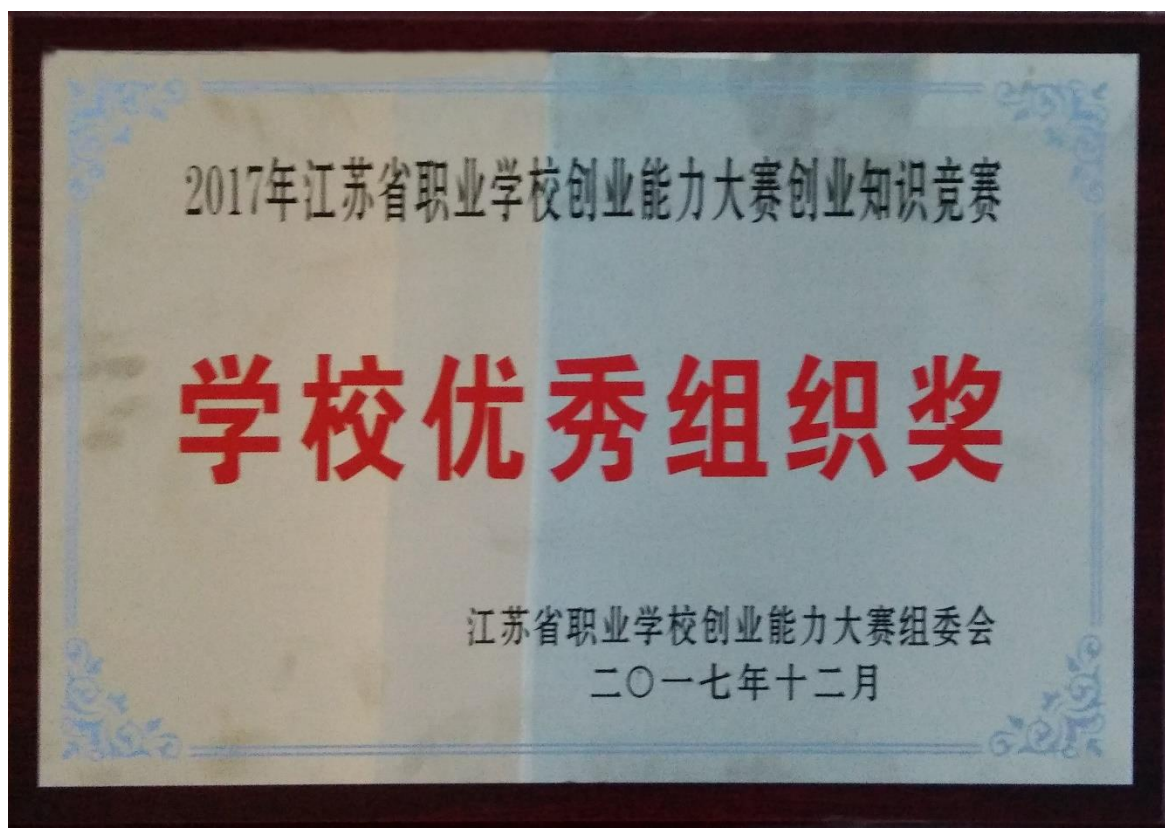 2017年江苏省职业学校创业能力大赛创业知识竞赛
学校优秀组织奖
江苏省职业学校创业能力大赛组委会
二〇一七年十二月